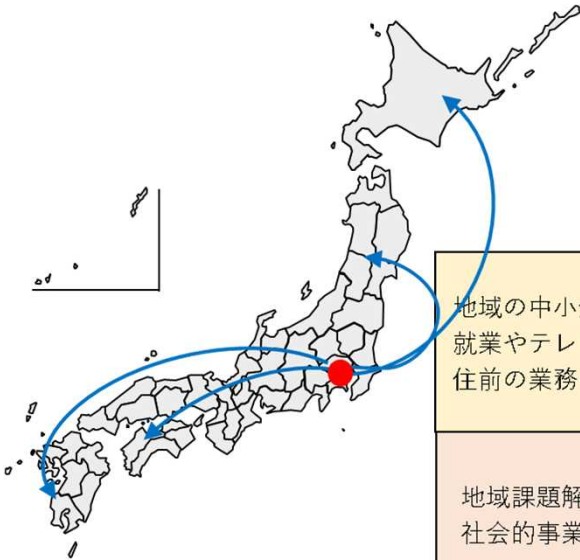 地域の中小
就業やテレ
住前の業務
地域課題解
社会的事業